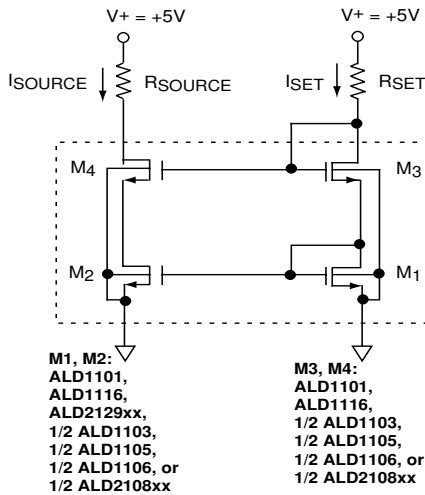 V+ = +5V
V+ = +5V
ISOURCE
RSOURCE
ISET
RSET
M4
M3
M2
M1
M1, M2:
ALD1101,
ALD1116,
ALD2129xx,
1/2 ALD1103,
1/2 ALD1105,
1/2 ALD1106, or
1/2 ALD2108xx
M3, M4:
ALD1101,
ALD1116,
1/2 ALD1103,
1/2 ALD1105,
1/2 ALD1106, or
1/2 ALD2108xx